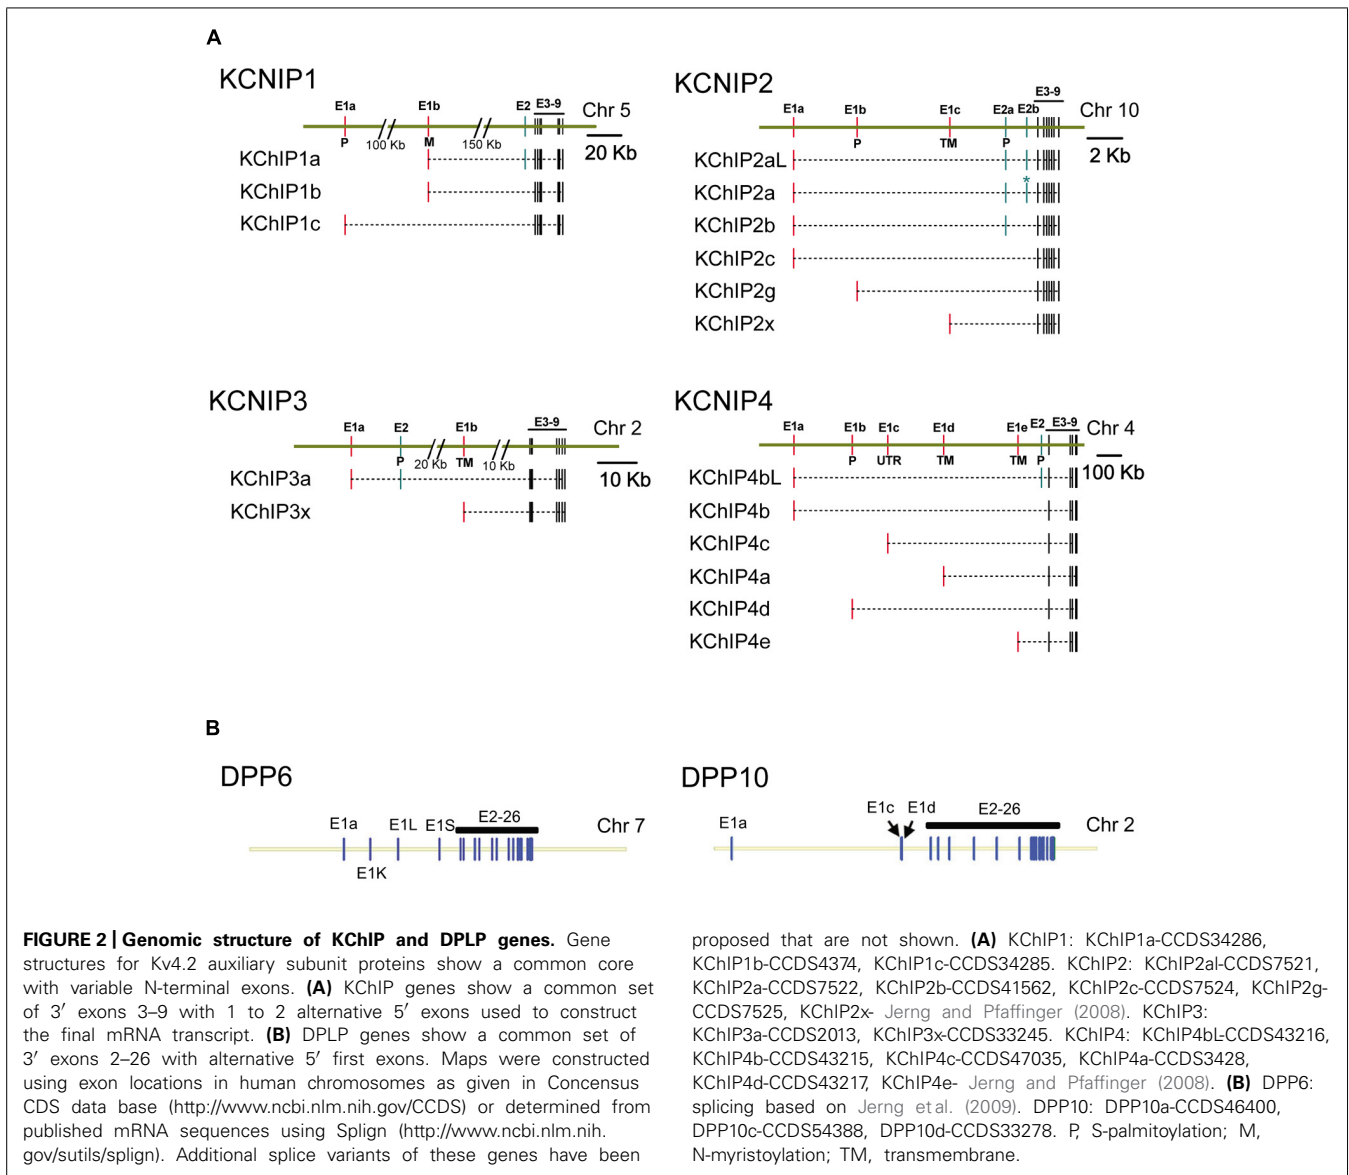 A
KCNIP1
E1a E1b E2 E3-9 Chr 5
P 100 Kb M 150 Kb 20 Kb
KChIP1a
KChIP1b
KChIP1c
KCNIP2
E1a E1b E1c E2a E2b E3-9 Chr 10
P TM P 2 Kb
KChIP2aL
KChIP2a *
KChIP2b
KChIP2c
KChIP2g
KChIP2x
KCNIP3
E1a E2 E1b E3-9 Chr 2
P 20 Kb TM 10 Kb 10 Kb
KChIP3a
KChIP3x
KCNIP4
E1a E1b E1c E1d E1e E2 E3-9 Chr 4
P UTR TM TM P 100 Kb
KChIP4bL
KChIP4b
KChIP4c
KChIP4a
KChIP4d
KChIP4e
B
DPP6
E1a E1K E1L E1S E2-26 Chr 7
DPP10
E1a E1c E1d E2-26 Chr 2
FIGURE 2 | Genomic structure of KChIP and DPLP genes. Gene
structures for Kv4.2 auxiliary subunit proteins show a common core
with variable N-terminal exons. (A) KChIP genes show a common set
of 3′ exons 3–9 with 1 to 2 alternative 5′ exons used to construct
the final mRNA transcript. (B) DPLP genes show a common set of
3′ exons 2–26 with alternative 5′ first exons. Maps were constructed
using exon locations in human chromosomes as given in Concensus
CDS data base (http://www.ncbi.nlm.nih.gov/CCDS) or determined from
published mRNA sequences using Splign (http://www.ncbi.nlm.nih.
gov/sutils/splign). Additional splice variants of these genes have been
proposed that are not shown. (A) KChIP1: KChIP1a-CCDS34286,
KChIP1b-CCDS4374, KChIP1c-CCDS34285. KChIP2: KChIP2al-CCDS7521,
KChIP2a-CCDS7522, KChIP2b-CCDS41562, KChIP2c-CCDS7524, KChIP2g-
CCDS7525, KChIP2x- Jerng and Pfaffinger (2008). KChIP3:
KChIP3a-CCDS2013, KChIP3x-CCDS33245. KChIP4: KChIP4bL-CCDS43216,
KChIP4b-CCDS43215, KChIP4c-CCDS47035, KChIP4a-CCDS3428,
KChIP4d-CCDS43217, KChIP4e- Jerng and Pfaffinger (2008). (B) DPP6:
splicing based on Jerng et al. (2009). DPP10: DPP10a-CCDS46400,
DPP10c-CCDS54388, DPP10d-CCDS33278. P, S-palmitoylation; M,
N-myristoylation; TM, transmembrane.